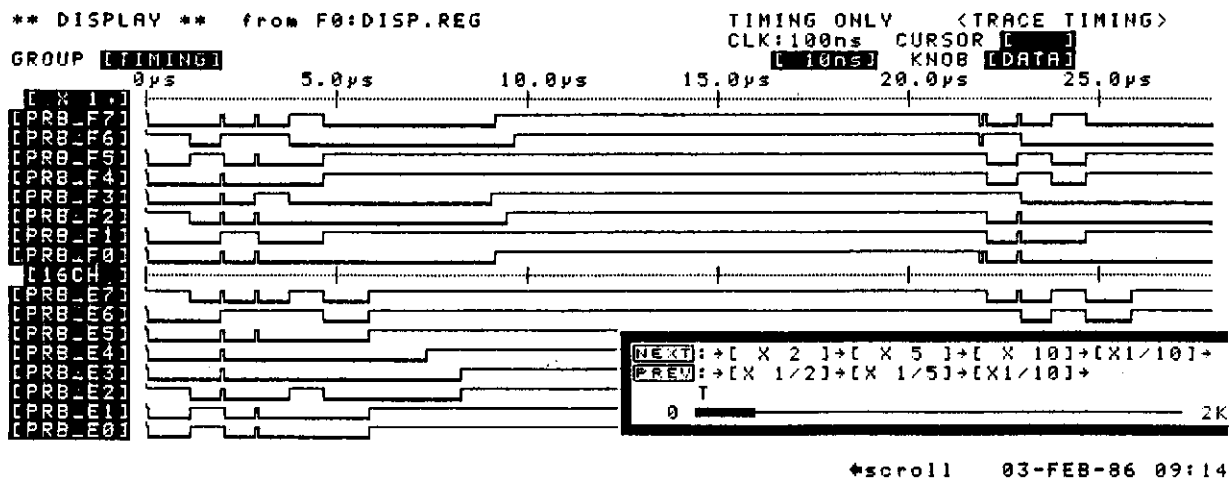 ** DISPLAY ** from F0:DISP.REG TIMING ONLY <TRACE TIMING>
CLK:100ns CURSOR [ ]
GROUP [TIMING] [ 10ns] KNOB [DATA]
0µs 5.0µs 10.0µs 15.0µs 20.0µs 25.0µs
[ X 1 ]
[PRB_F7]
[PRB_F6]
[PRB_F5]
[PRB_F4]
[PRB_F3]
[PRB_F2]
[PRB_F1]
[PRB_F0]
[16CH ]
[PRB_E7]
[PRB_E6]
[PRB_E5]
[PRB_E4]
[PRB_E3]
[PRB_E2]
[PRB_E1]
[PRB_E0]
[NEXT]:→[ X 2 ]→[ X 5 ]→[ X 10]→[X1/10]→
[PREV]:→[X 1/2]→[X 1/5]→[X1/10]→
T
0 2K
◆scroll 03-FEB-86 09:14